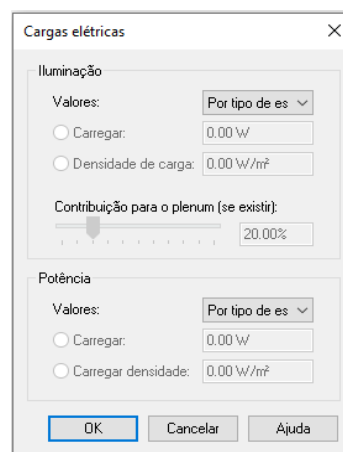 Cargas elétricas
Iluminação
Valores: Por tipo de es
Carregar: 0.00 W
Densidade de carga: 0.00 W/m²
Contribuição para o plenum (se existir):
20.00%
Potência
Valores: Por tipo de es
Carregar: 0.00 W
Carregar densidade: 0.00 W/m²
OK Cancelar Ajuda